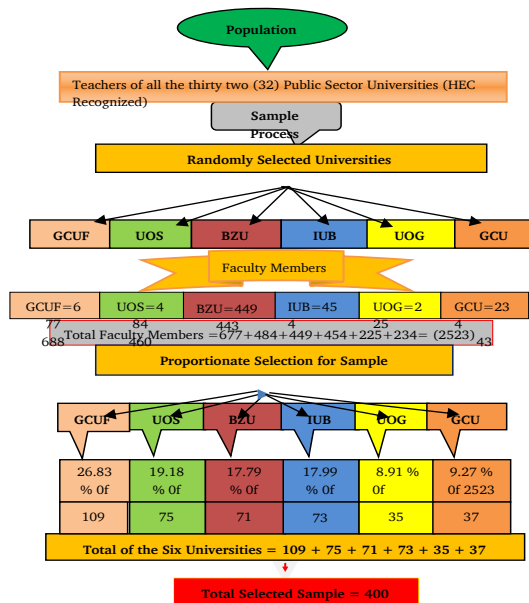 Population
Teachers of all the thirty two (32) Public Sector Universities (HEC
Recognized)
Sample
Process
Randomly Selected Universities
GCUF UOS BZU IUB UOG GCU
Faculty Members
GCUF=6 UOS=4 BZU=449 IUB=45 UOG=2 GCU=23
77 84 443 4 25 4
Total Faculty Members =677+484+449+454+225+234= (2523)
688 460 43
Proportionate Selection for Sample
GCUF UOS BZU IUB UOG GCU
26.83 19.18 17.79 17.99 8.91 % 9.27 %
% 0f % 0f % 0f % 0f 0f of 2523
109 75 71 73 35 37
Total of the Six Universities = 109 + 75 + 71 + 73 + 35 + 37
Total Selected Sample = 400